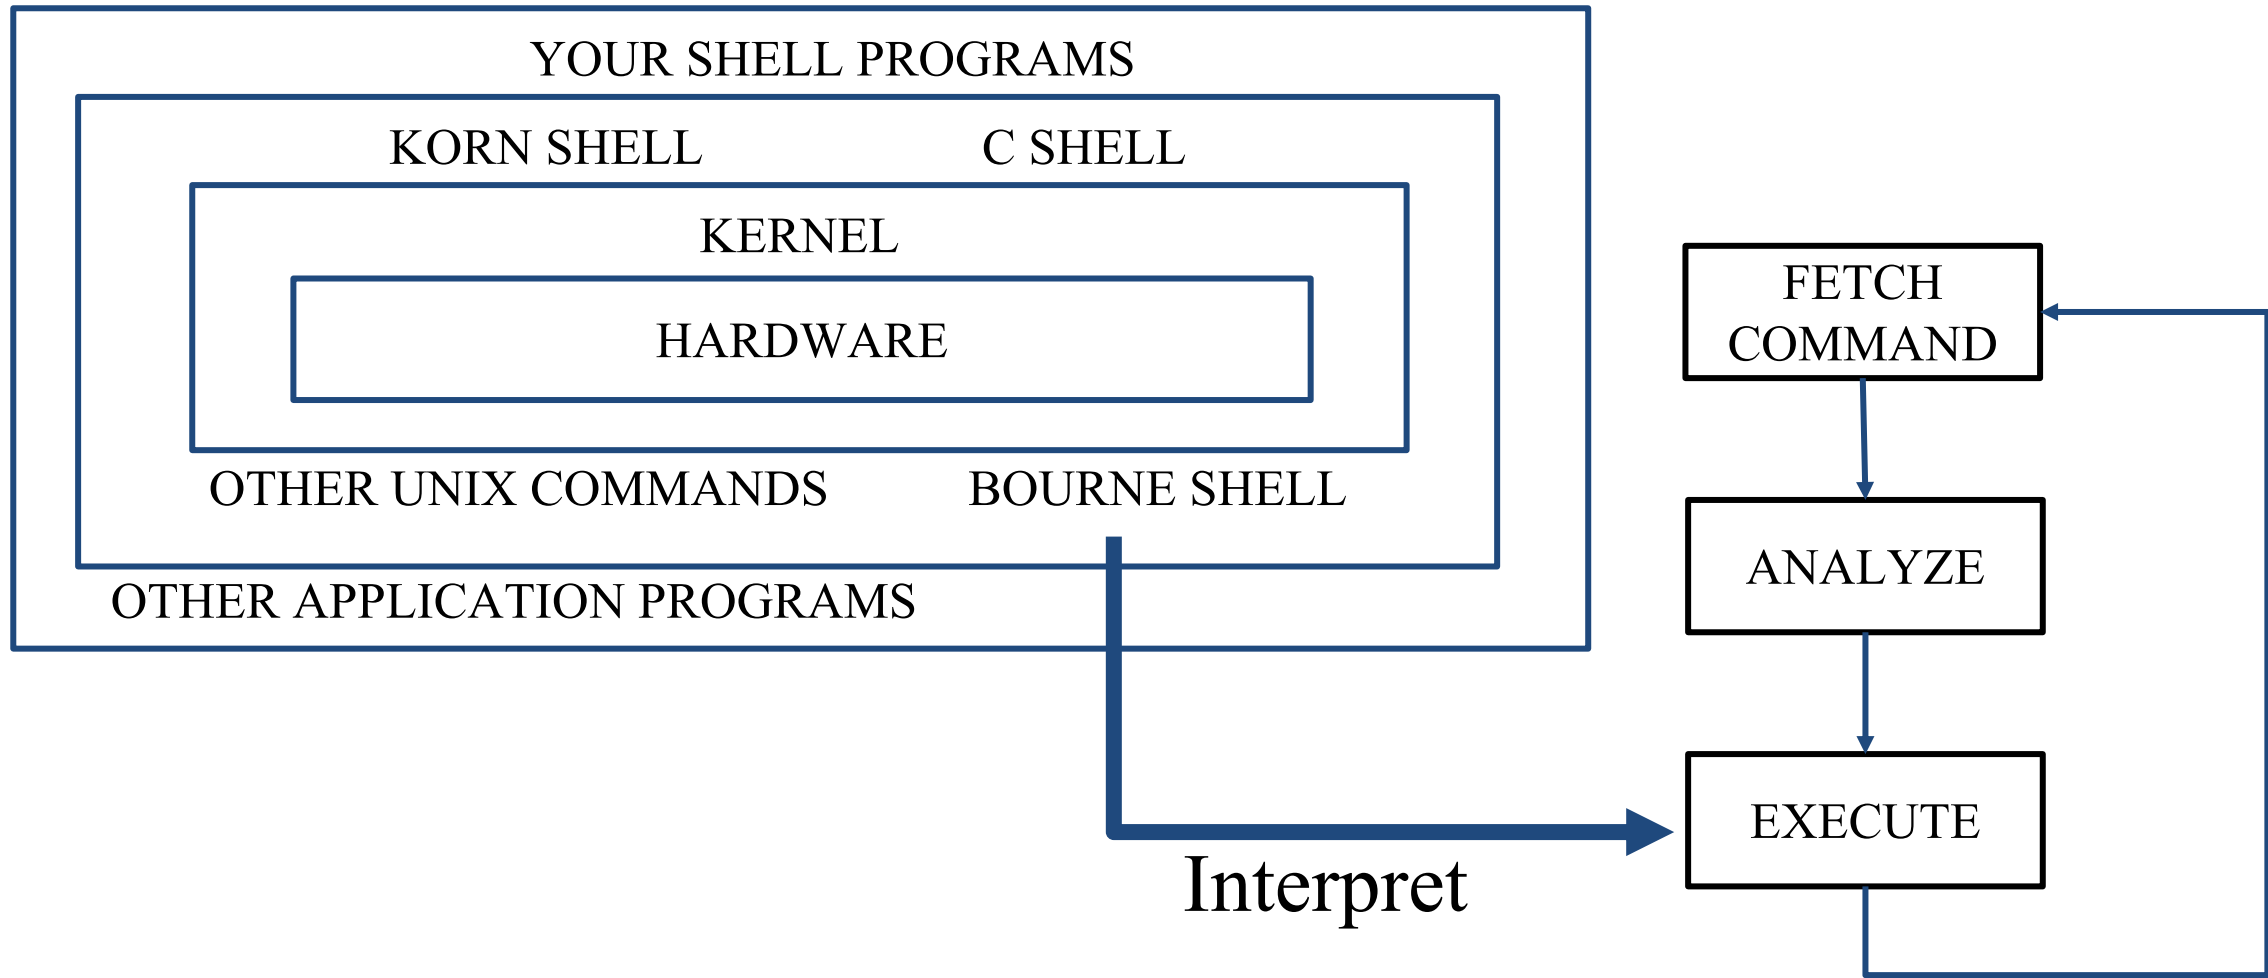 YOUR SHELL PROGRAMS
KORN SHELL C SHELL
KERNEL
HARDWARE
OTHER UNIX COMMANDS BOURNE SHELL
OTHER APPLICATION PROGRAMS
FETCH
COMMAND
ANALYZE
EXECUTE
Interpret